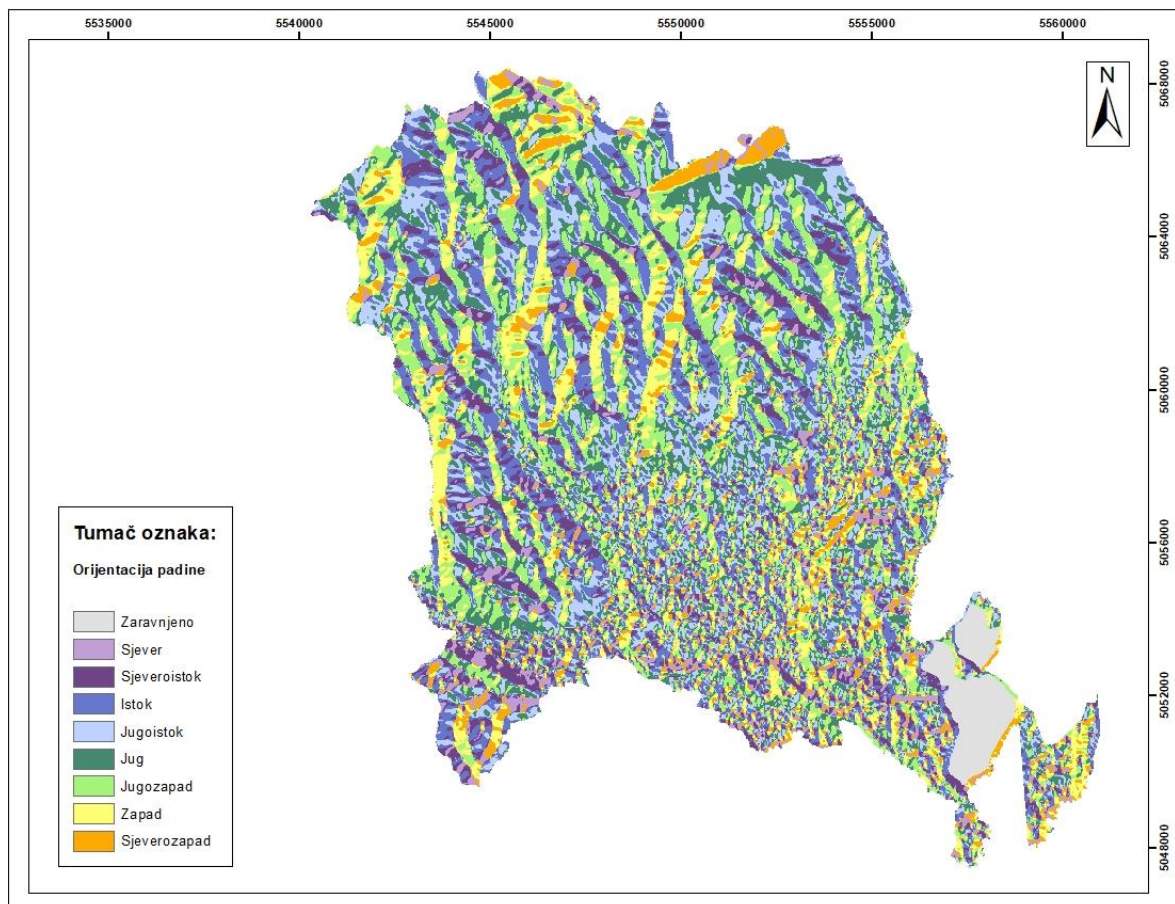 5535000
5540000
5545000
5550000
5555000
5560000
N
5068000
5064000
5060000
5056000
5052000
5048000
Tumač oznaka:
Orijentacija padine
Zaravnjeno
Sjever
Sjeveroistok
Istok
Jugoistok
Jug
Jugozapad
Zapad
Sjeverozapad